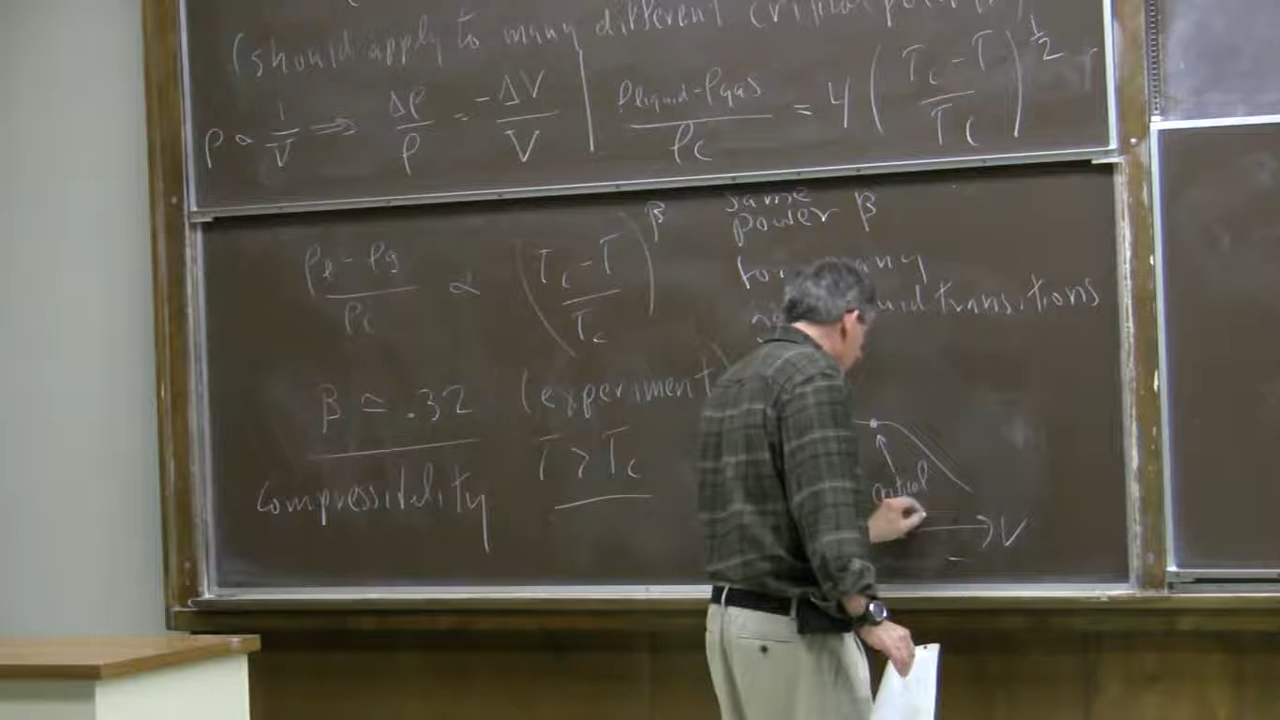 (should apply to many different critical points)
ρ ∝ 1/V ⟹ Δρ/ρ = -ΔV/V | ρliquid-ρgas/ρc = 4 (Tc-T/Tc)^1/2
ρℓ - ρg/ρc ∝ (Tc-T/Tc)^β
same
power β
for many
transitions
β ≃ .32 (experiment)
compressibility T > Tc
critical
V